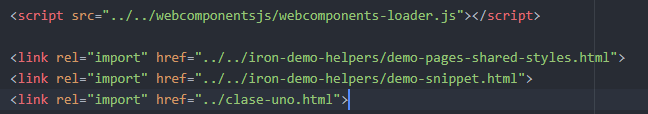 <script src="../../webcomponentsjs/webcomponents-loader.js"></script>
<link rel="import" href="../../iron-demo-helpers/demo-pages-shared-styles.html">
<link rel="import" href="../../iron-demo-helpers/demo-snippet.html">
<link rel="import" href="../clase-uno.html">